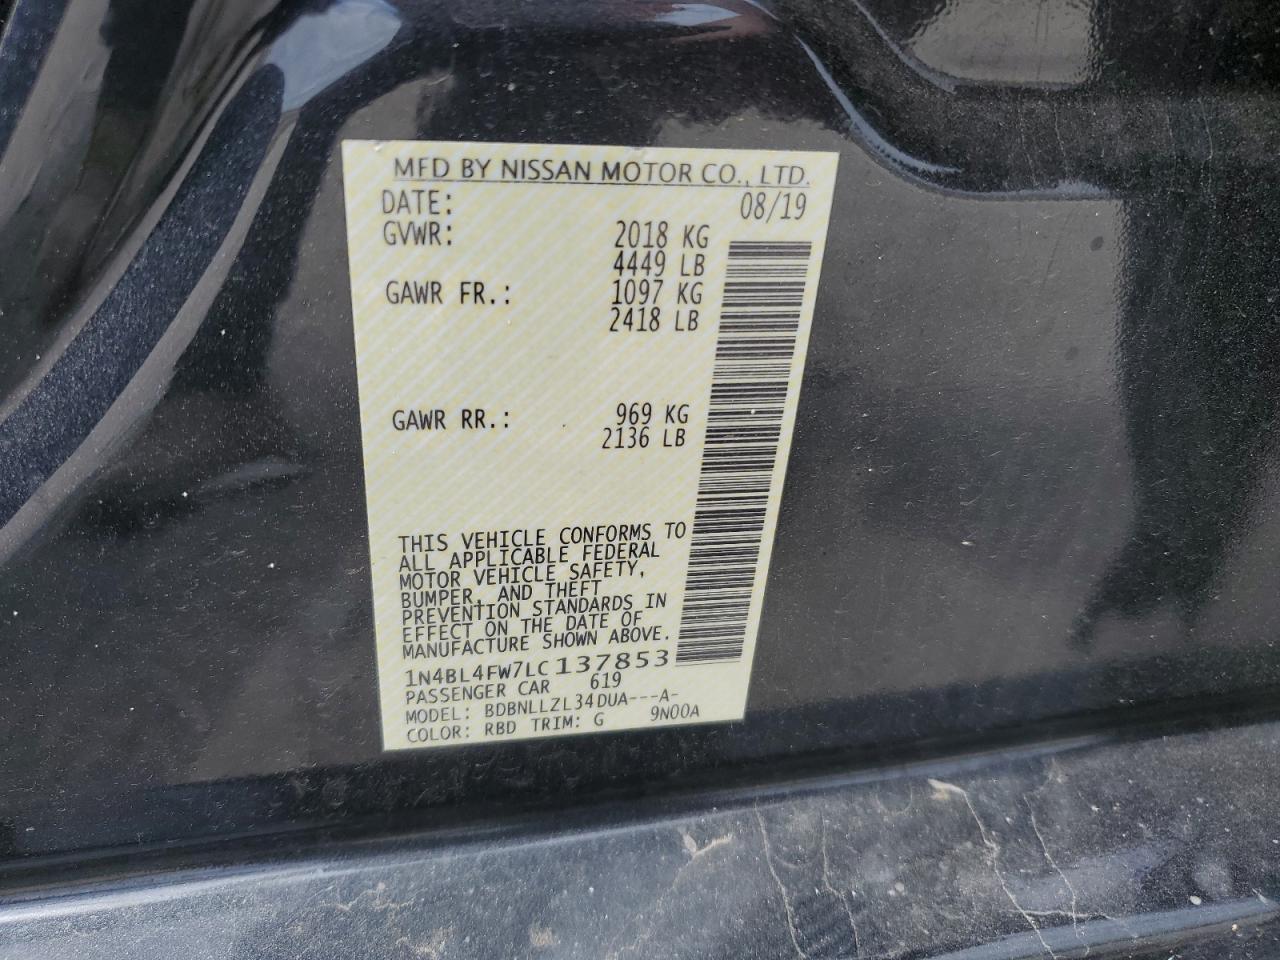 MFD BY NISSAN MOTOR CO., LTD.
DATE: 08/19
GVWR: 2018 KG
4449 LB
GAWR FR.: 1097 KG
2418 LB
GAWR RR.: 969 KG
2136 LB
THIS VEHICLE CONFORMS TO
ALL APPLICABLE FEDERAL
MOTOR VEHICLE SAFETY,
BUMPER, AND THEFT
PREVENTION STANDARDS IN
EFFECT ON THE DATE OF
MANUFACTURE SHOWN ABOVE.
1N4BL4FW7LC137853
PASSENGER CAR 619
MODEL: BDBNLLZL34DUA---A-
COLOR: RBD TRIM: G 9N00A